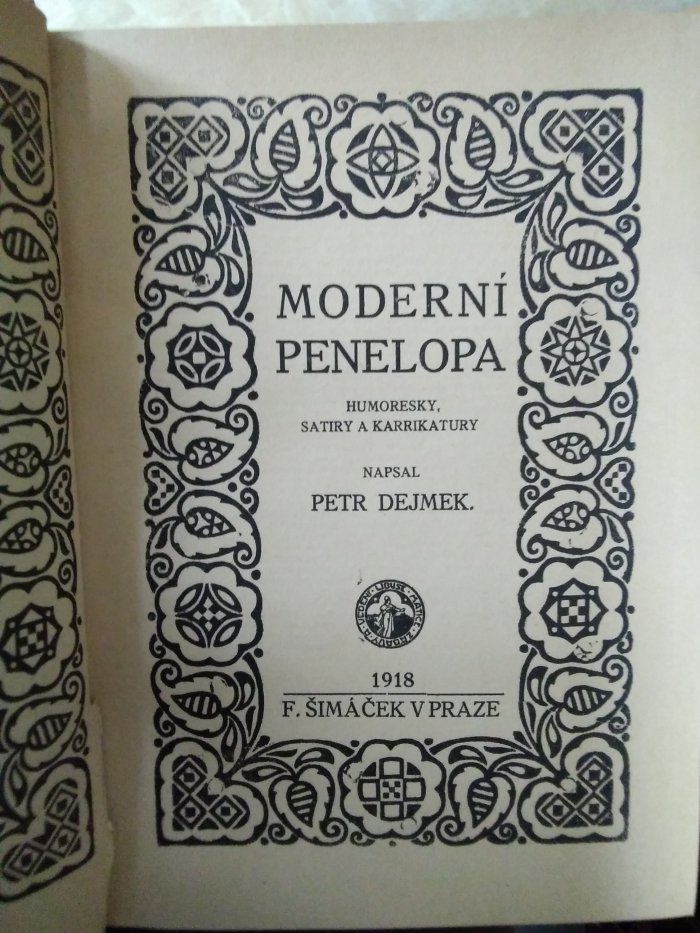 MODERNÍ
PENELOPA
HUMORESKY,
SATIRY A KARRIKATURY
NAPSAL
PETR DEJMEK.
1918
F. ŠIMÁČEK V PRAZE